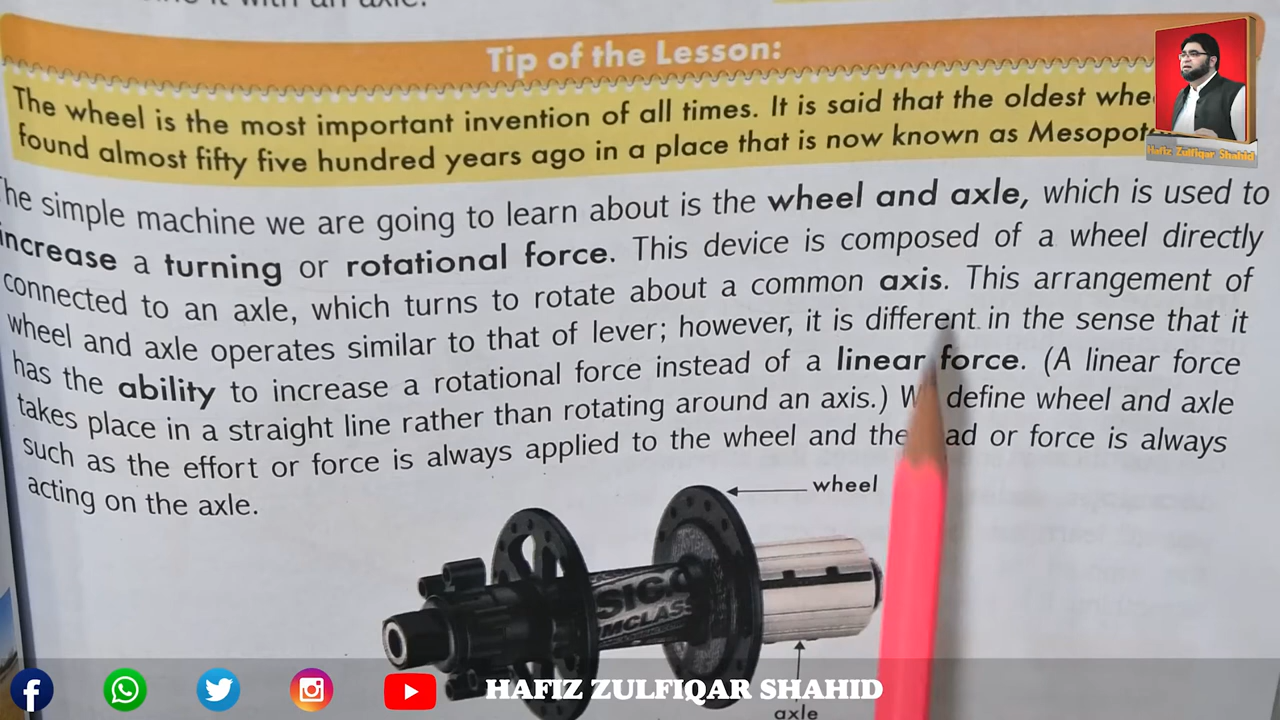 it with an axle.
Tip of the Lesson:
The wheel is the most important invention of all times. It is said that the oldest
found almost fifty five hundred years ago in a place that is now known as
Hafiz Zulfiqar Shahid
The simple machine we are going to learn about is the wheel and axle, which is used to
increase a turning or rotational force. This device is composed of a wheel directly
connected to an axle, which turns to rotate about a common axis. This arrangement of
wheel and axle operates similar to that of lever; however, it is different in the sense that it
has the ability to increase a rotational force instead of a linear force. (A linear force
takes place in a straight line rather than rotating around an axis.) define wheel and axle
such as the effort or force is always applied to the wheel and the or force is always
acting on the axle.
wheel
axle
HAFIZ ZULFIQAR SHAHID